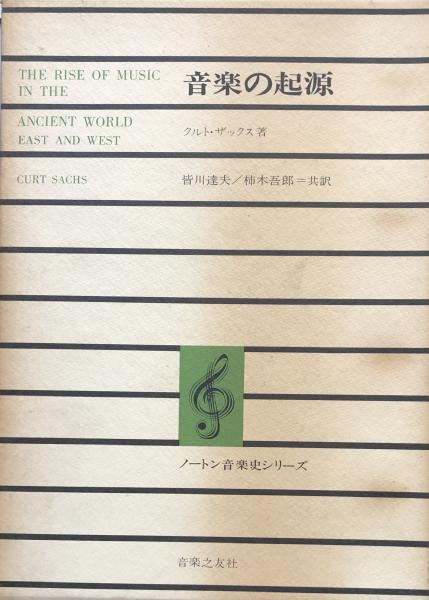 THE RISE OF MUSIC
IN THE
ANCIENT WORLD
EAST AND WEST
CURT SACHS
音楽の起源
クルト・ザックス著
皆川達夫／柿木吾郎＝共訳
ノートン音楽史シリーズ
音楽之友社